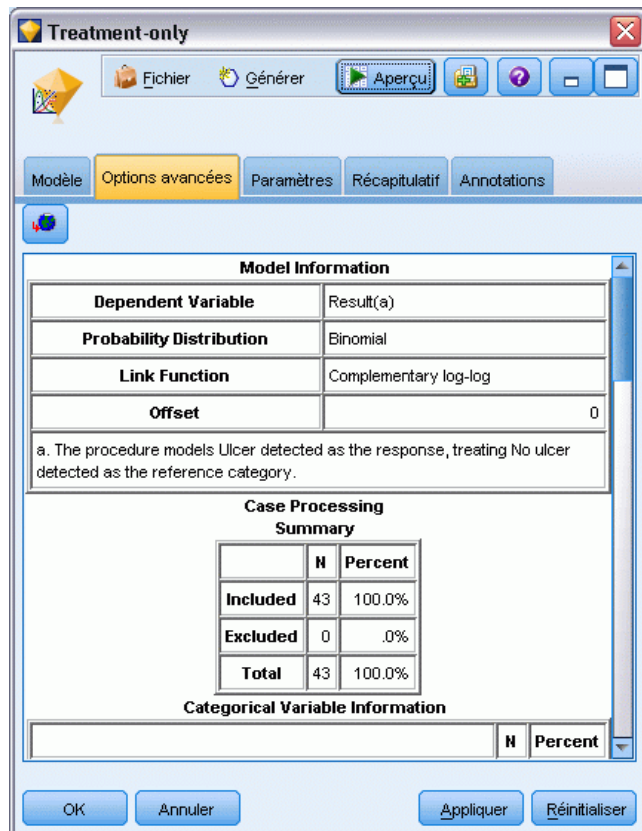 Treatment-only
Fichier Générer Aperçu
Modèle Options avancées Paramètres Récapitulatif Annotations
Model Information
Dependent Variable Result(a)
Probability Distribution Binomial
Link Function Complementary log-log
Offset 0
a. The procedure models Ulcer detected as the response, treating No ulcer
detected as the reference category.
Case Processing
Summary
N Percent
Included 43 100.0%
Excluded 0 .0%
Total 43 100.0%
Categorical Variable Information
N Percent
OK Annuler Appliquer Réinitialiser